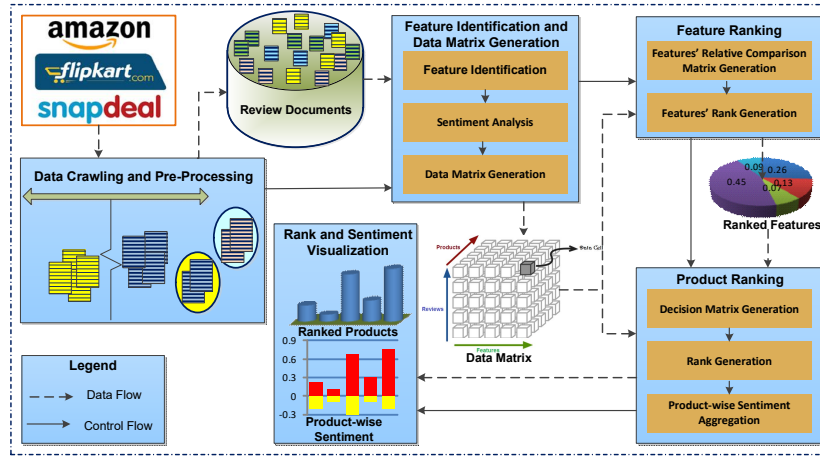 amazon
flipkart.com
snapdeal
Review Documents
Feature Identification and
Data Matrix Generation
Feature Identification
Sentiment Analysis
Data Matrix Generation
Feature Ranking
Features' Relative Comparison
Matrix Generation
Features' Rank Generation
Data Crawling and Pre-Processing
0.09
0.26
0.45
0.13
0.07
Ranked Features
Rank and Sentiment
Visualization
Ranked Products
0.9
0.6
0.3
0
-0.3
Product-wise
Sentiment
Products
Reviews
Features
Data Matrix
Product Ranking
Decision Matrix Generation
Rank Generation
Product-wise Sentiment
Aggregation
Legend
Data Flow
Control Flow